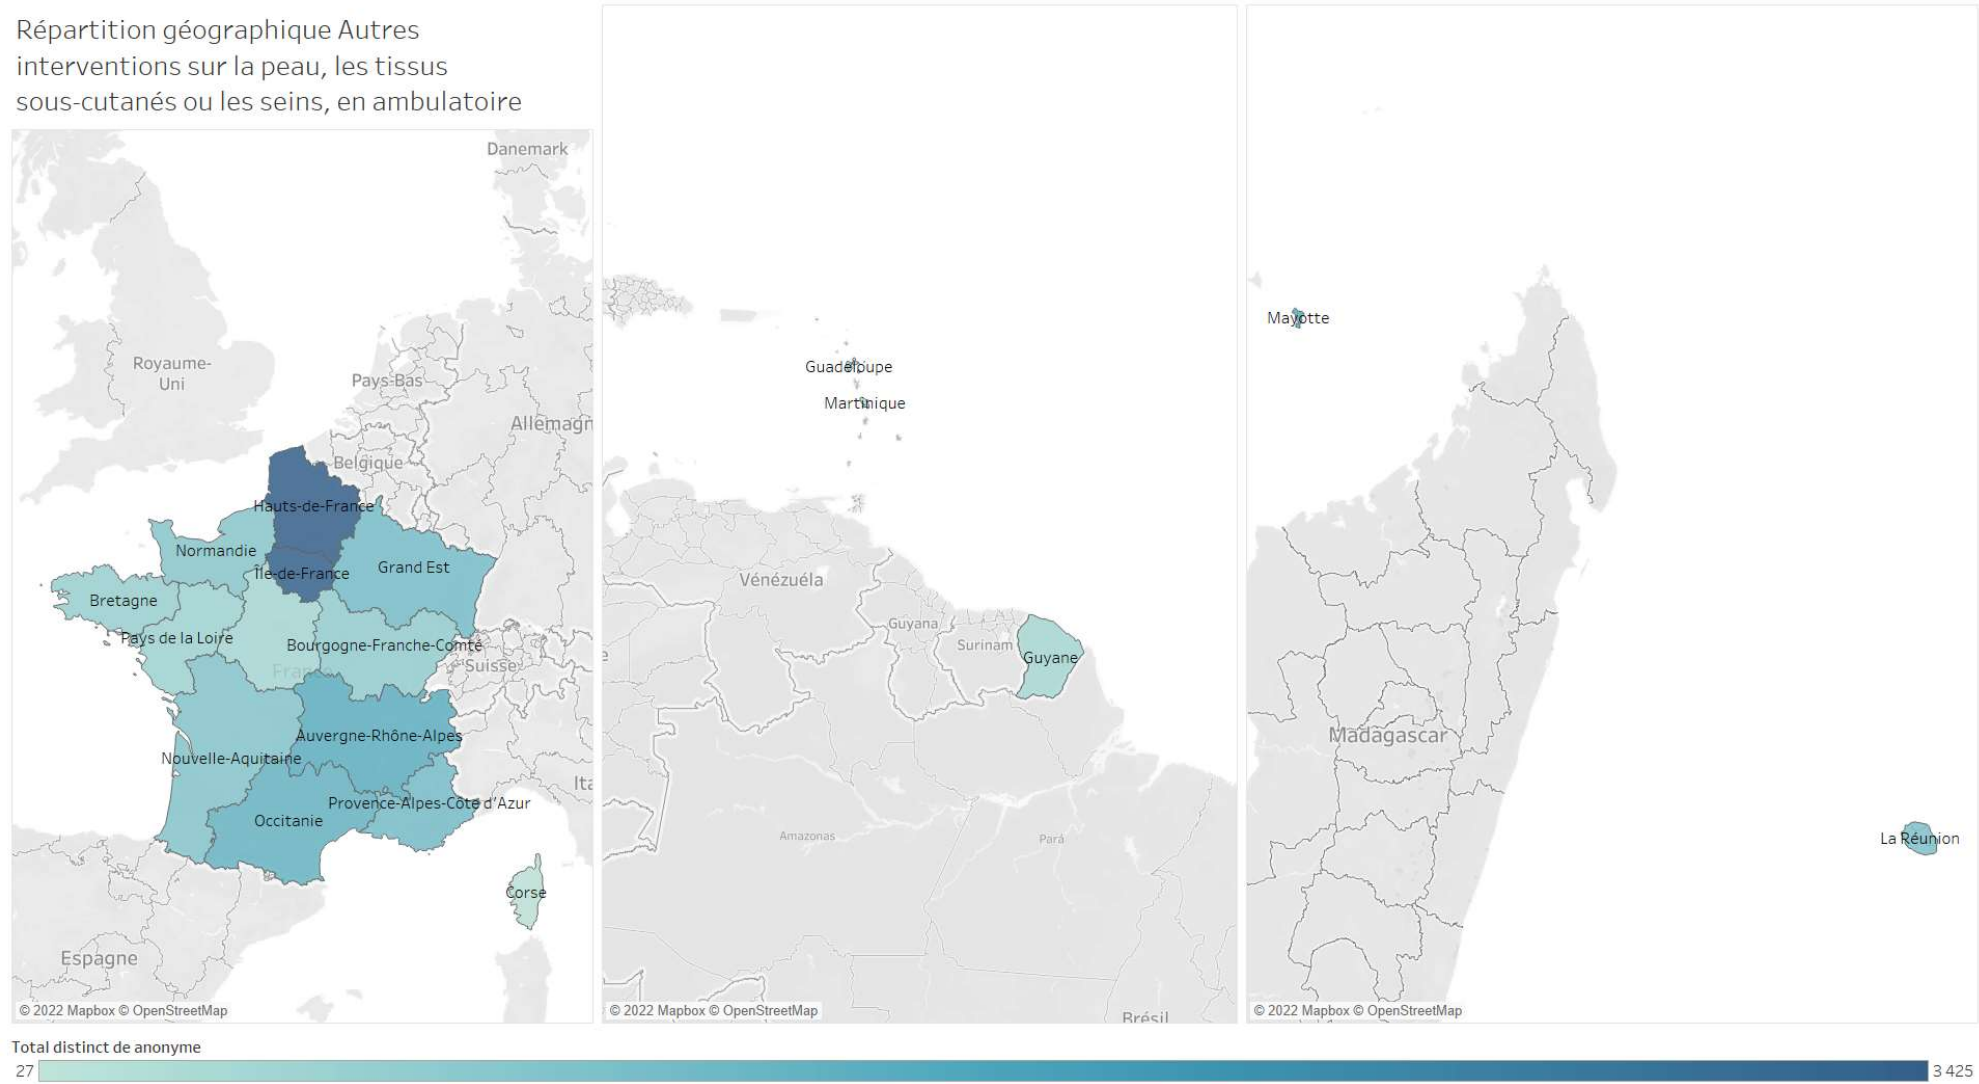 Répartition géographique Autres
interventions sur la peau, les tissus
sous-cutanés ou les seins, en ambulatoire
Danemark
Royaume-
Uni
Pays-Bas
Allemagn
Belgique
Hauts-de-France
Normandie
Île-de-France
Grand Est
Bretagne
Pays de la Loire
Bourgogne-Franche-Comté
France
Suisse
Auvergne-Rhône-Alpes
Nouvelle-Aquitaine
Ita
Provence-Alpes-Côte d'Azur
Occitanie
Corse
Espagne
© 2022 Mapbox © OpenStreetMap
Guadeloupe
Martinique
Vénézuéla
Guyana
Surinam
Guyane
e
Amazonas
Pará
Brésil
© 2022 Mapbox © OpenStreetMap
Mayotte
Madagascar
La Réunion
© 2022 Mapbox © OpenStreetMap
Total distinct de anonyme
27
3 425